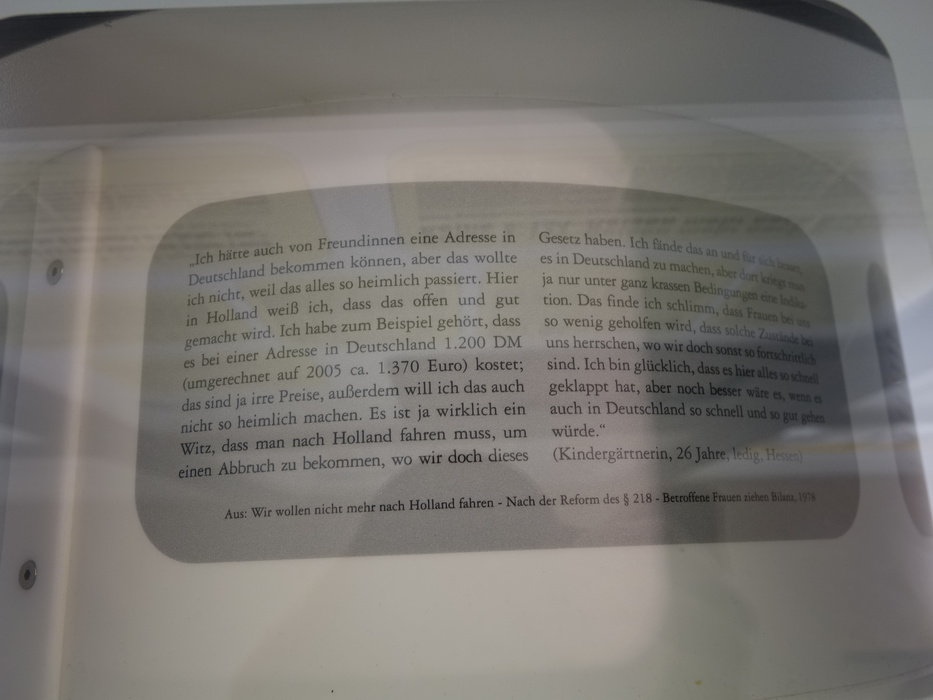 „Ich hätte auch von Freundinnen eine Adresse in
Deutschland bekommen können, aber das wollte
ich nicht, weil das alles so heimlich passiert. Hier
in Holland weiß ich, dass das offen und gut
gemacht wird. Ich habe zum Beispiel gehört, dass
es bei einer Adresse in Deutschland 1.200 DM
(umgerechnet auf 2005 ca. 1.370 Euro) kostet;
das sind ja irre Preise, außerdem will ich das auch
nicht so heimlich machen. Es ist ja wirklich ein
Witz, dass man nach Holland fahren muss, um
einen Abbruch zu bekommen, wo wir doch dieses
Gesetz haben. Ich fände das an und für sich besser,
es in Deutschland zu machen, aber dort kriegt man
ja nur unter ganz krassen Bedingungen eine Indika-
tion. Das finde ich schlimm, dass Frauen bei uns
so wenig geholfen wird, dass solche Zustände bei
uns herrschen, wo wir doch sonst so fortschrittlich
sind. Ich bin glücklich, dass es hier alles so schnell
geklappt hat, aber noch besser wäre es, wenn es
auch in Deutschland so schnell und so gut gehen
würde."
(Kindergärtnerin, 26 Jahre, ledig, Hessen)
Aus: Wir wollen nicht mehr nach Holland fahren - Nach der Reform des § 218 - Betroffene Frauen ziehen Bilanz, 1978